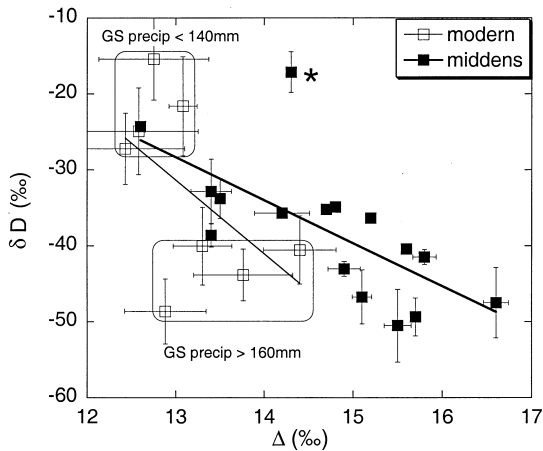 -10
GS precip < 140mm
modern
middens
*
-20
-30
δ D (‰)
-40
-50
GS precip > 160mm
-60
12
13
14
15
16
17
Δ (‰)